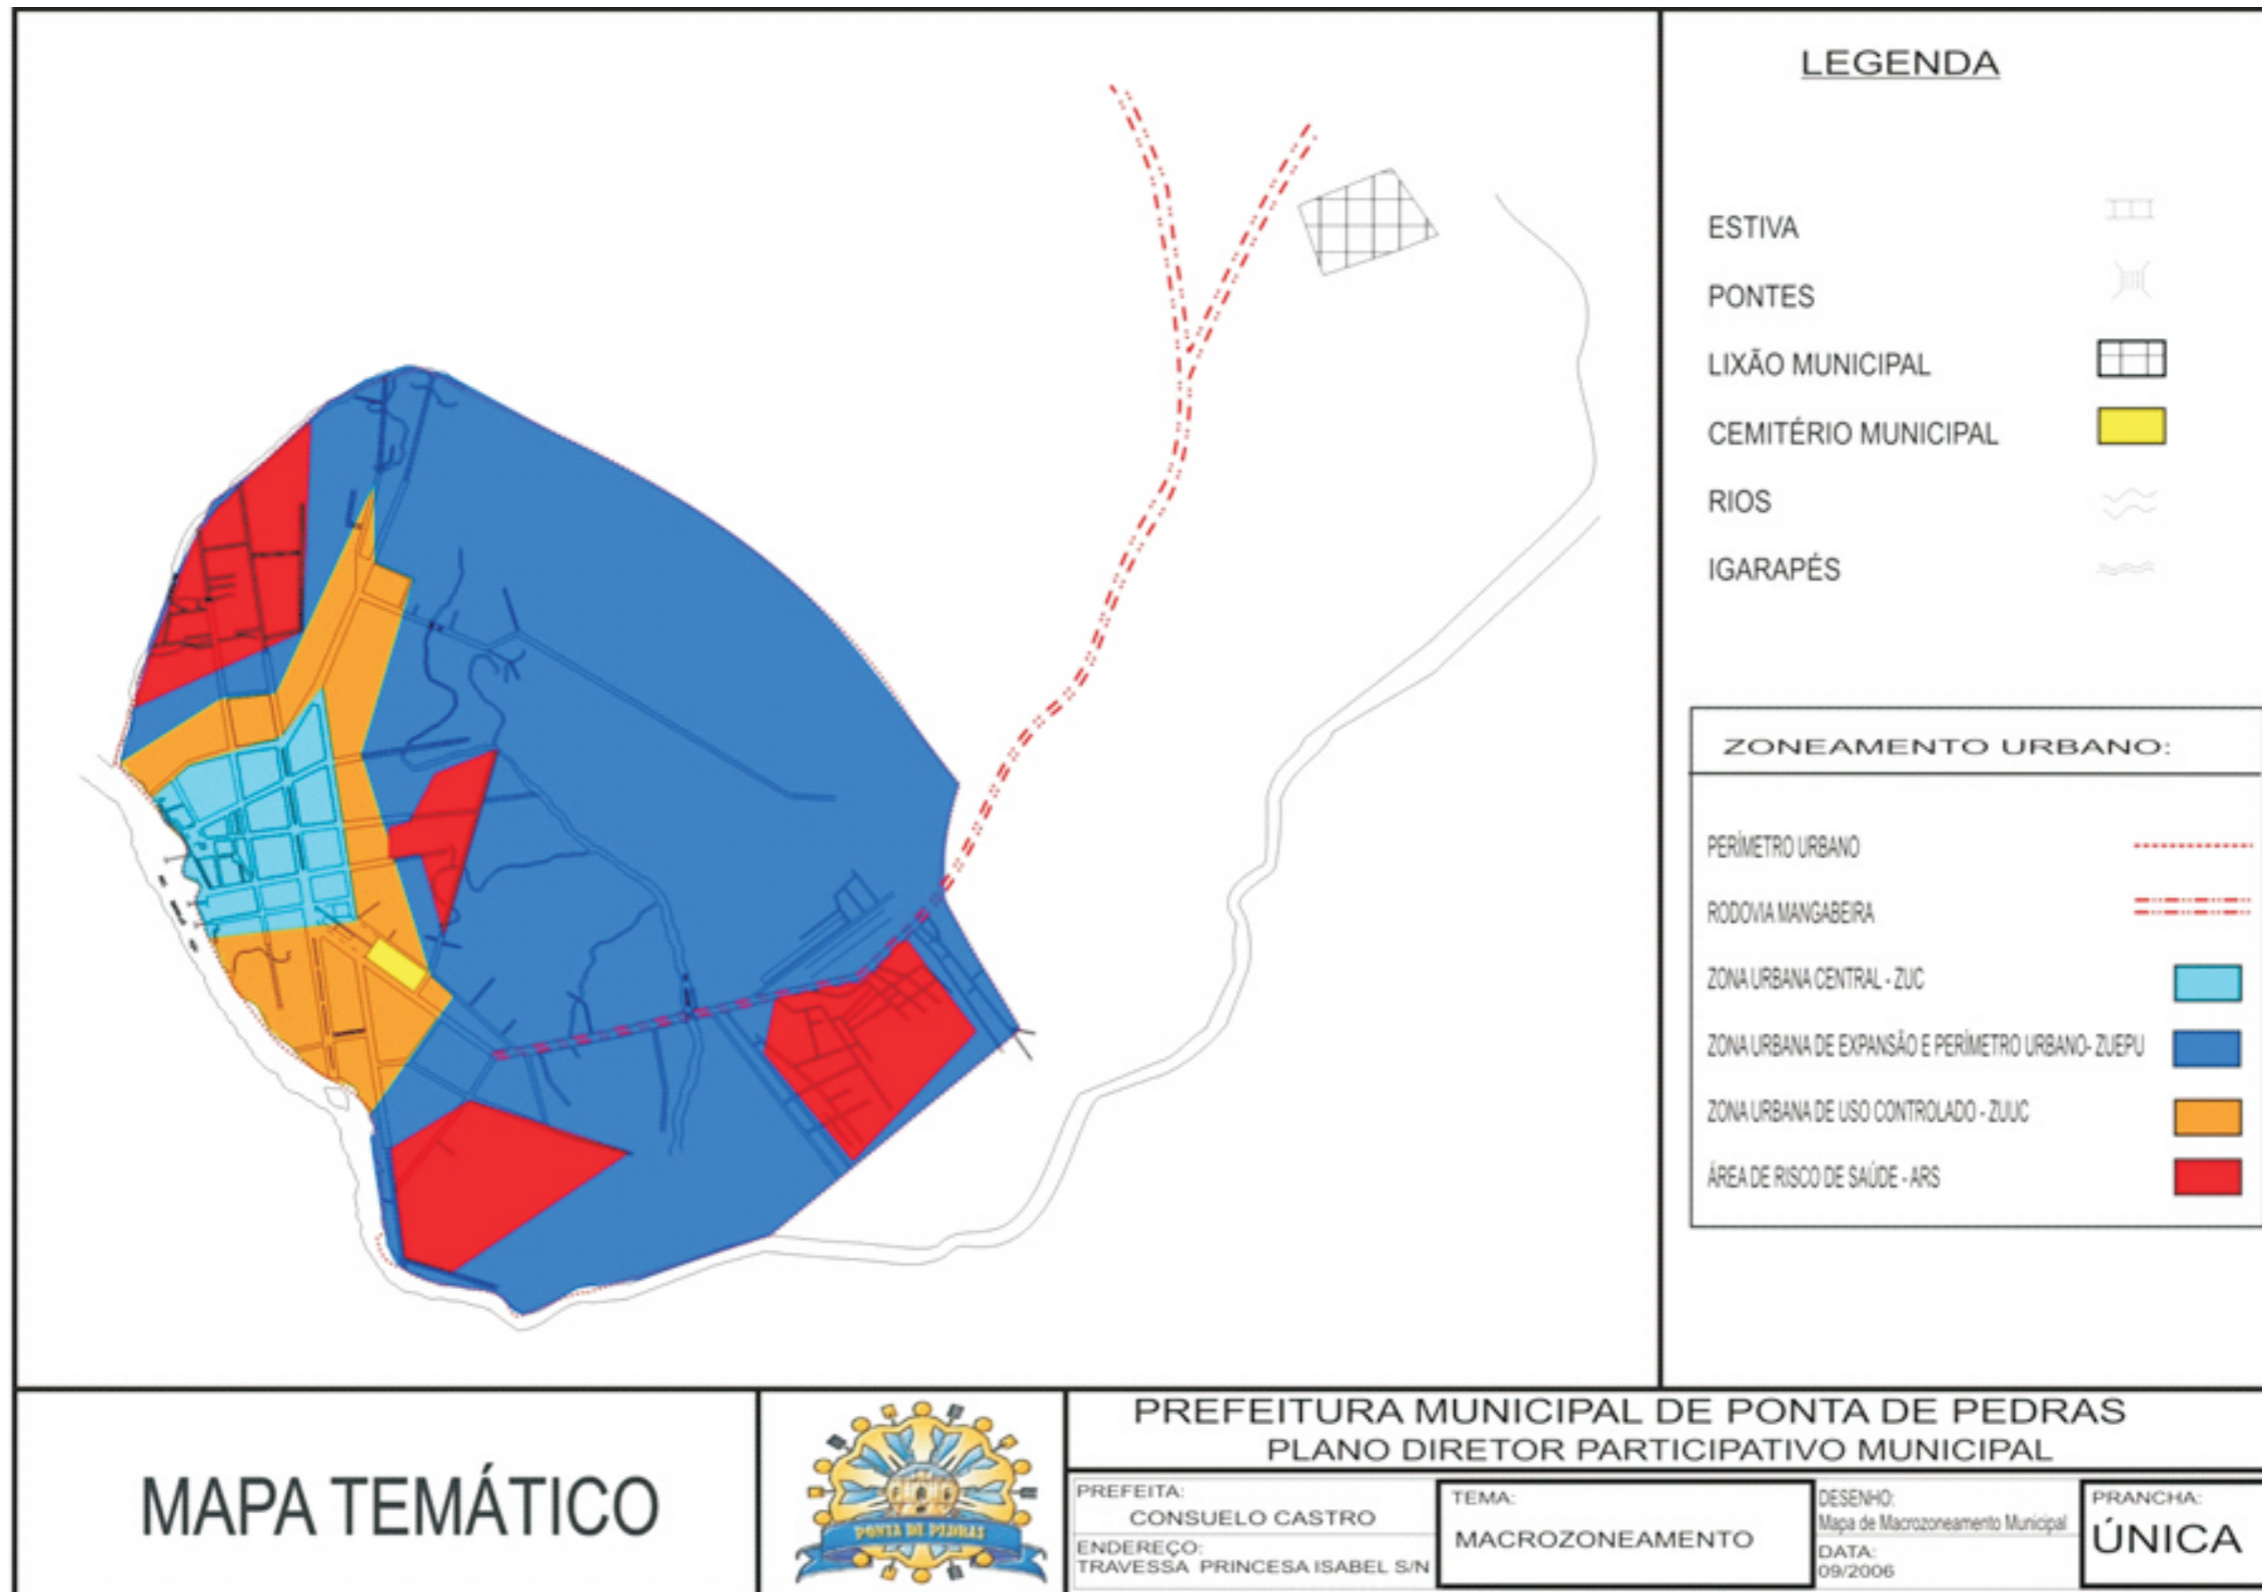 LEGENDA
ESTIVA
PONTES
LIXÃO MUNICIPAL
CEMITÉRIO MUNICIPAL
RIOS
IGARAPÉS
ZONEAMENTO URBANO:
PERÍMETRO URBANO
RODOVIA MANGABEIRA
ZONA URBANA CENTRAL - ZUC
ZONA URBANA DE EXPANSÃO E PERÍMETRO URBANO- ZUEPU
ZONA URBANA DE USO CONTROLADO - ZUUC
ÁREA DE RISCO DE SAÚDE - ARS
MAPA TEMÁTICO
PONTA DE PEDRAS
PREFEITURA MUNICIPAL DE PONTA DE PEDRAS
PLANO DIRETOR PARTICIPATIVO MUNICIPAL
PREFEITA:
CONSUELO CASTRO
ENDEREÇO:
TRAVESSA PRINCESA ISABEL S/N
TEMA:
MACROZONEAMENTO
DESENHO:
Mapa de Macrozoneamento Municipal
DATA:
09/2006
PRANCHA:
ÚNICA